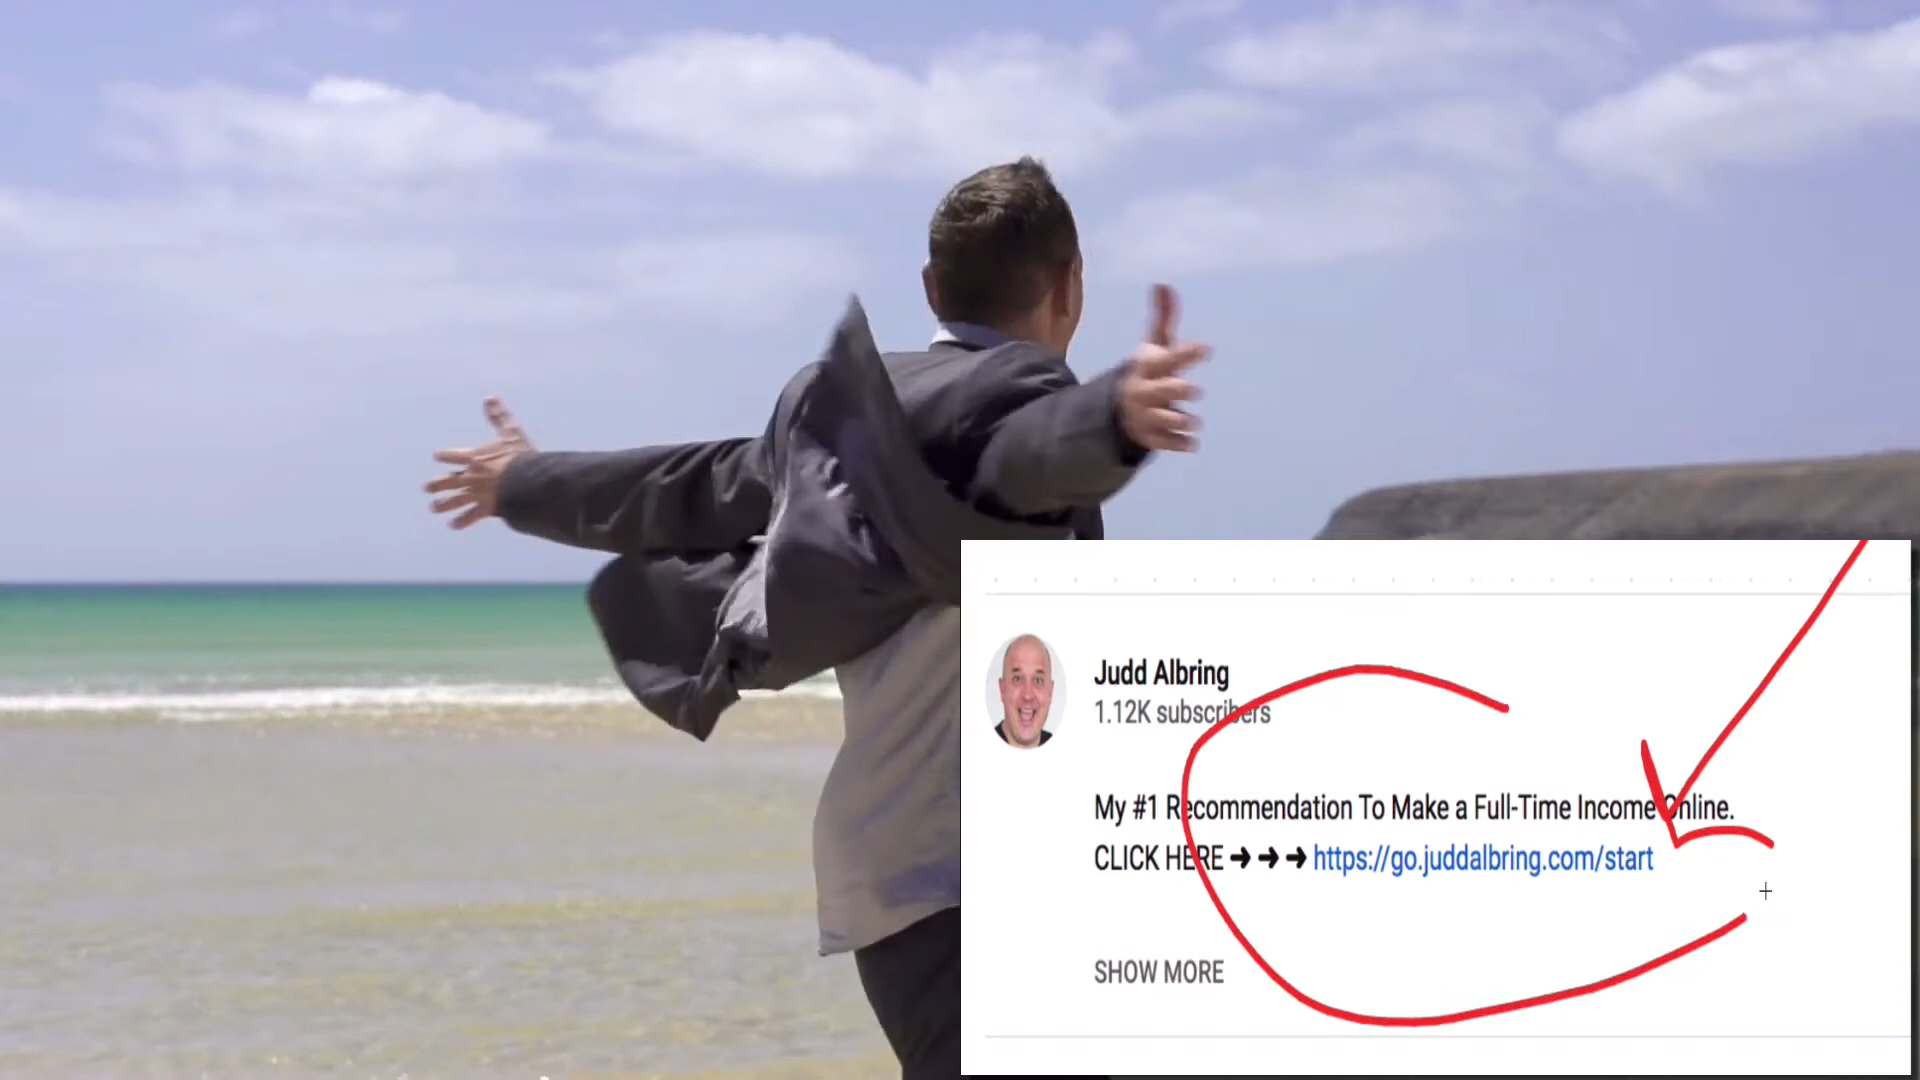 Judd Albring
1.12K subscribers
My #1 Recommendation To Make a Full-Time Income Online.
CLICK HERE ➔ ➔ ➔ https://go.juddalbring.com/start
SHOW MORE